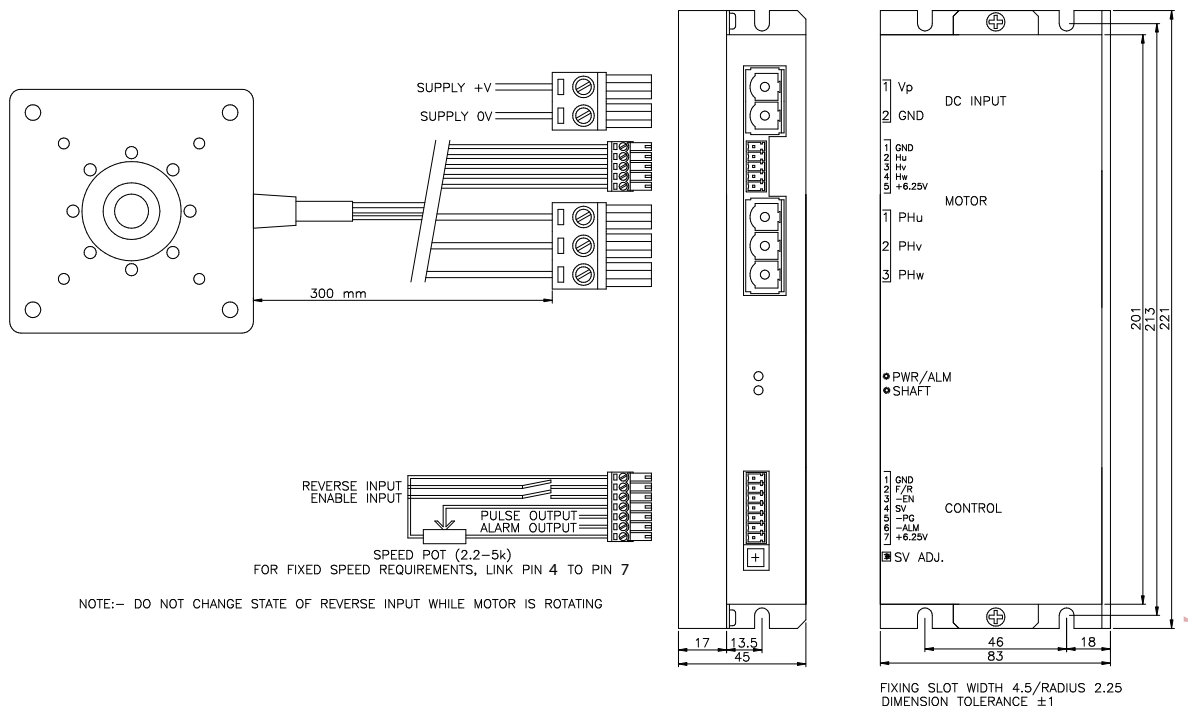 SUPPLY +V
SUPPLY 0V
300 mm
REVERSE INPUT
ENABLE INPUT
PULSE OUTPUT
ALARM OUTPUT
SPEED POT (2.2-5k)
FOR FIXED SPEED REQUIREMENTS, LINK PIN 4 TO PIN 7
NOTE:- DO NOT CHANGE STATE OF REVERSE INPUT WHILE MOTOR IS ROTATING
17
13.5
45
1 Vp
2 GND
DC INPUT
1 GND
2 Hu
3 Hv
4 Hw
5 +6.25V
MOTOR
1 PHu
2 PHv
3 PHw
PWR/ALM
SHAFT
1 GND
2 F/R
3 -EN
4 SV
5 -PG
6 -ALM
7 +6.25V
CONTROL
SV ADJ.
201
213
221
46
18
83
FIXING SLOT WIDTH 4.5/RADIUS 2.25
DIMENSION TOLERANCE ±1